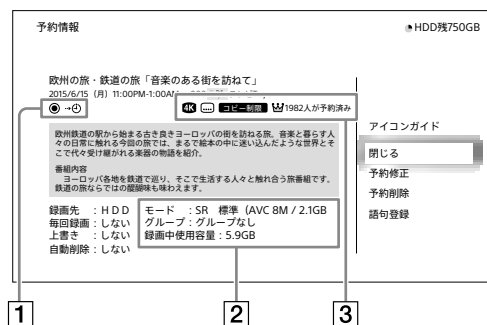 予約情報
HDD残750GB
欧州の旅・鉄道の旅「音楽のある街を訪ねて」
2015/6/15（月）11:00PM-1:00AM
4K コピー制限 1982人が予約済み
欧州鉄道の駅から始まる古き良きヨーロッパの街を訪ねる旅。音楽と暮らす人
々の日常に触れる今回の旅では、まるで絵本の中に迷い込んだような世界とそ
こで代々受け継がれる楽器の物語を紹介。
番組内容
ヨーロッパ各地を鉄道で巡り、そこで生活する人々と触れ合う旅番組です。
鉄道の旅ならではの醍醐味も味わえます。
録画先 ：HDD
毎回録画：しない
上書き ：しない
自動削除：しない
モード ：SR 標準（AVC 8M / 2.1GB
グループ：グループなし
録画中使用容量：5.9GB
アイコンガイド
閉じる
予約修正
予約削除
語句登録
1
2
3